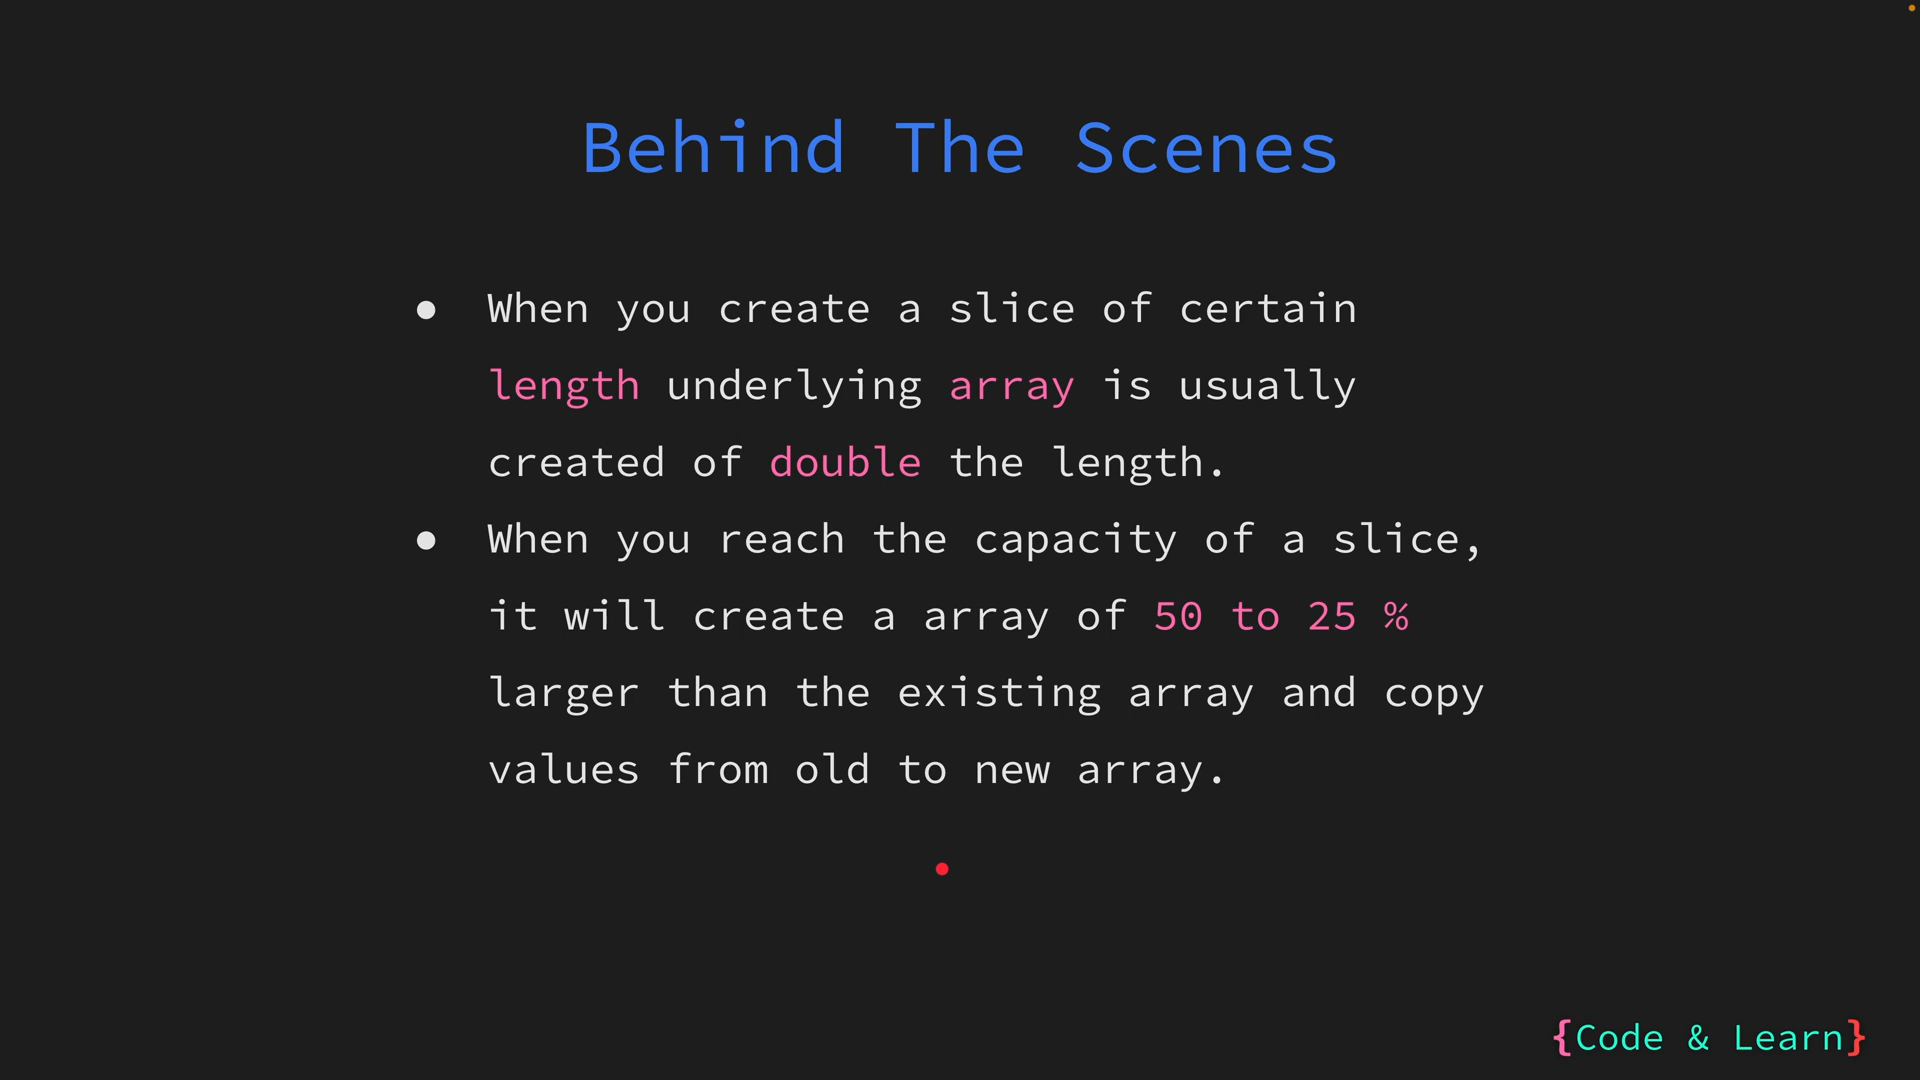 Behind The Scenes
● When you create a slice of certain
length underlying array is usually
created of double the length.
● When you reach the capacity of a slice,
it will create a array of 50 to 25 %
larger than the existing array and copy
values from old to new array.
{Code & Learn}